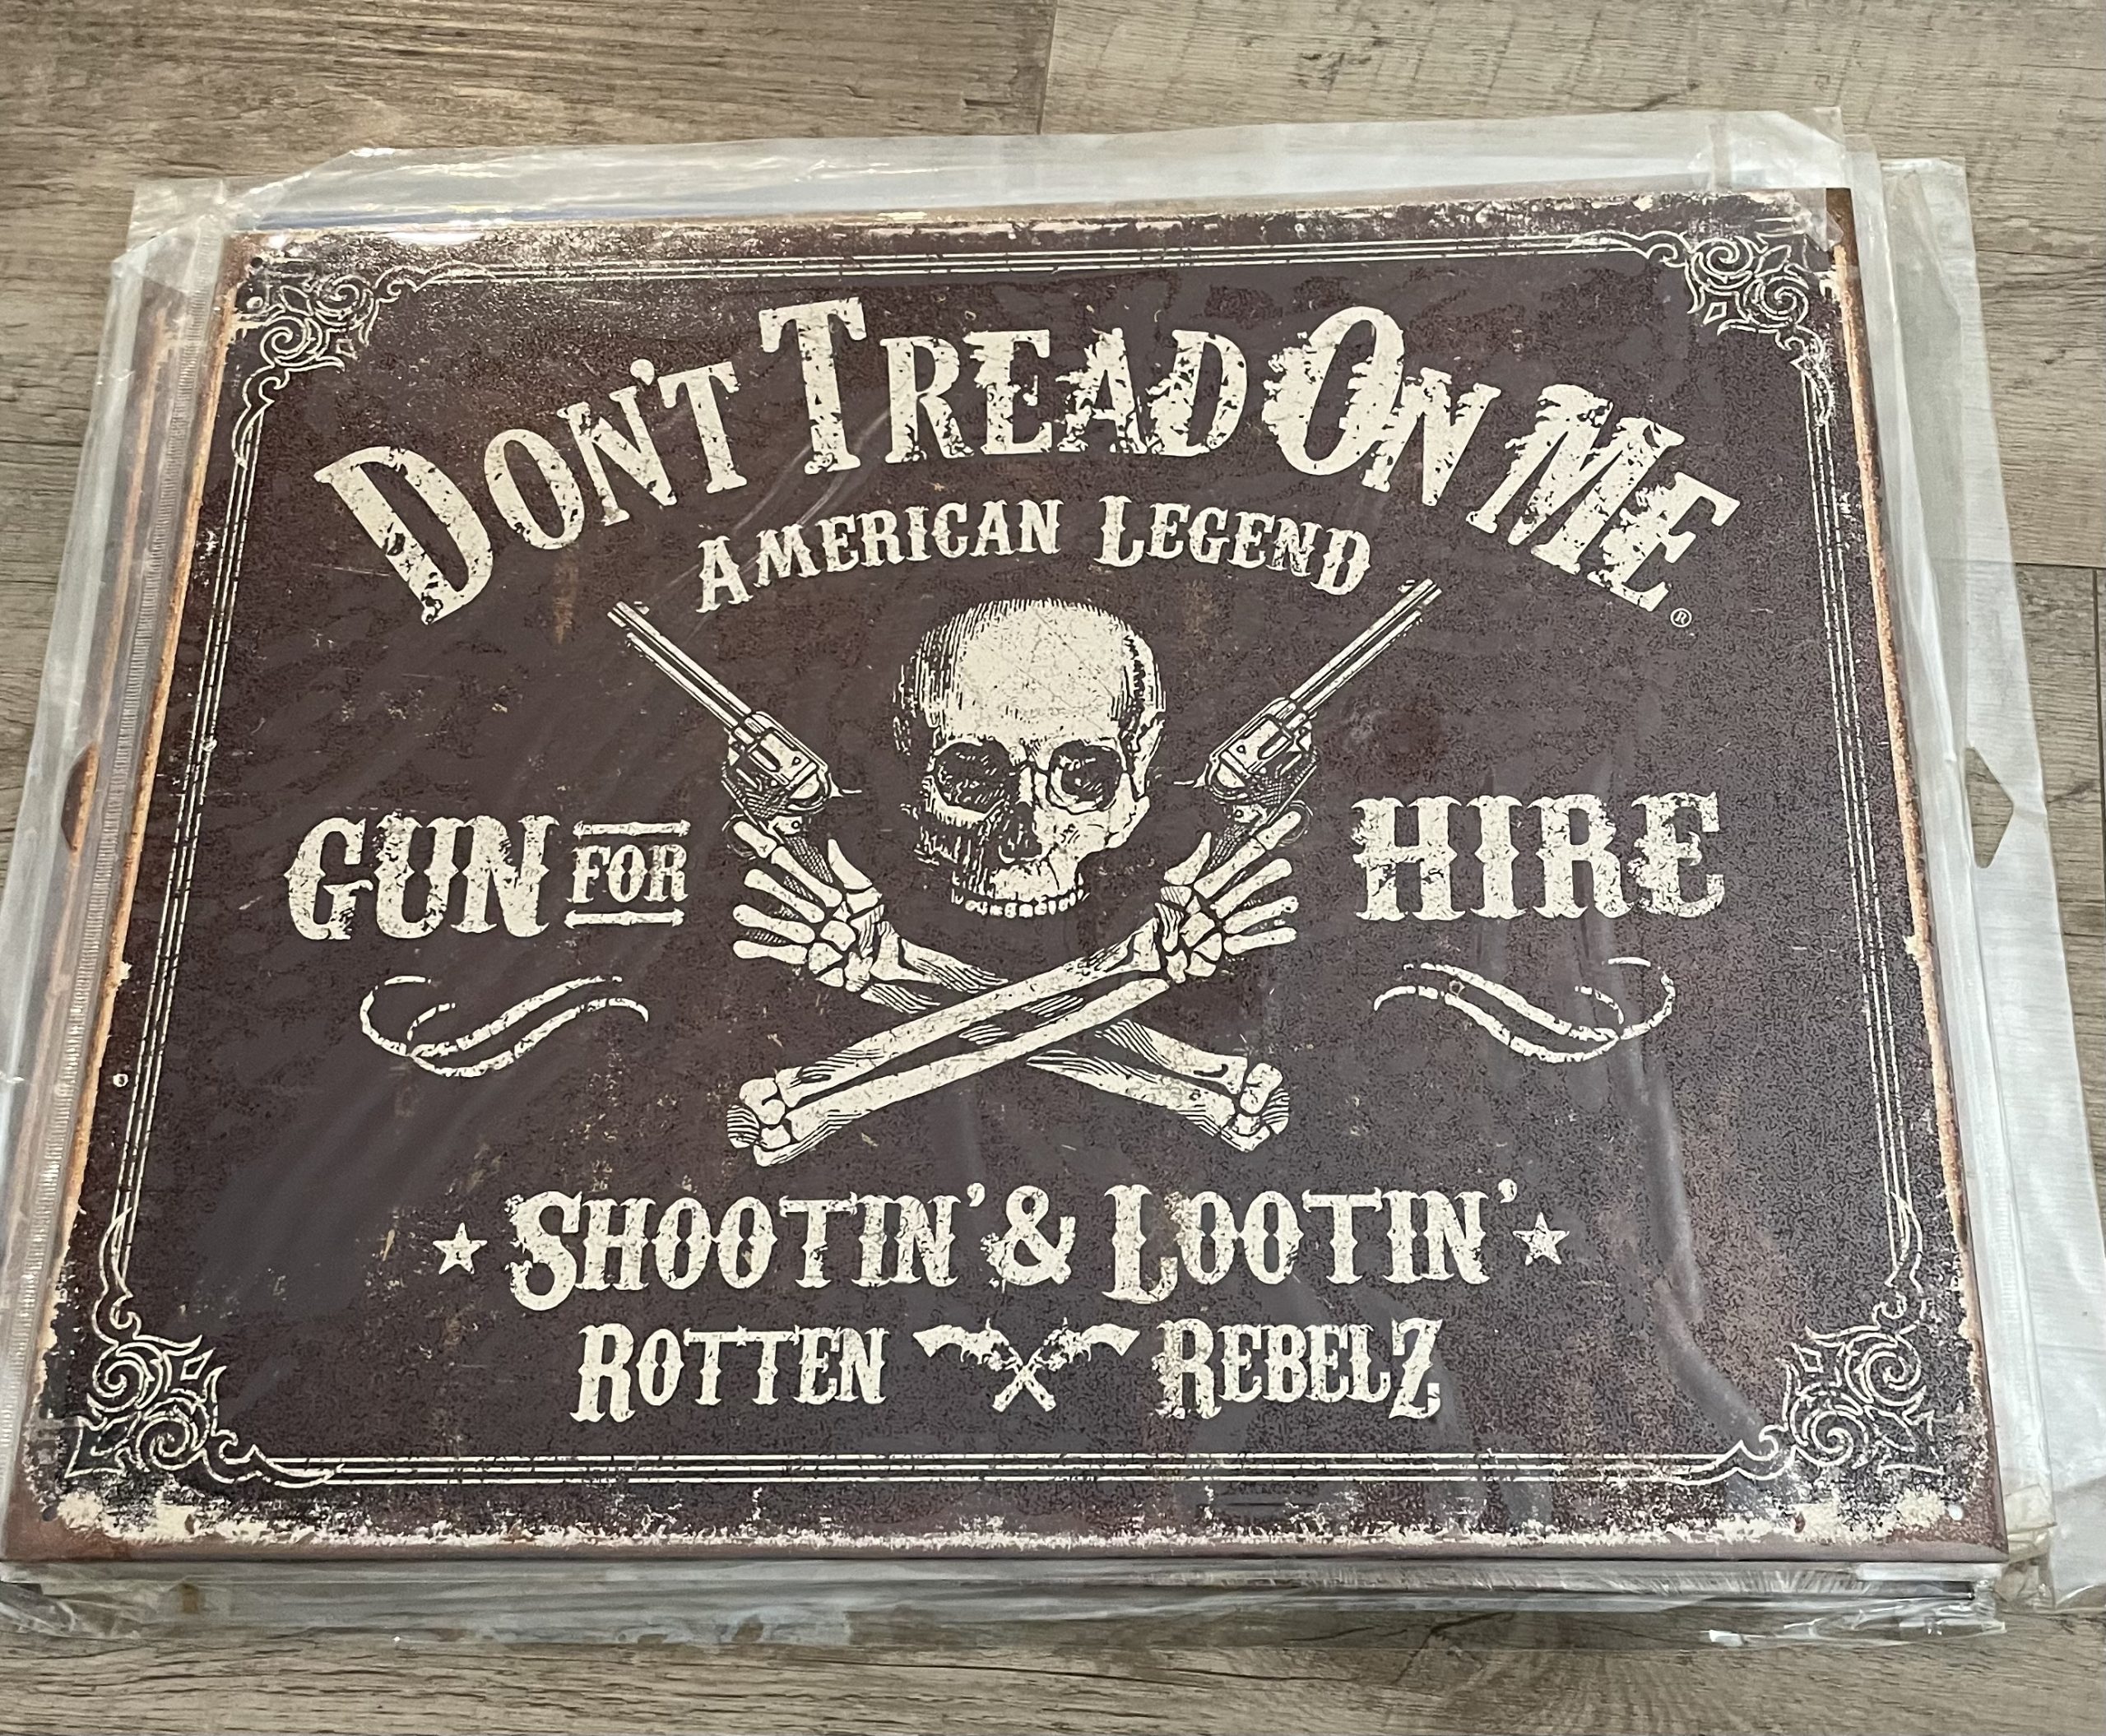 DON'T TREAD ON ME®
AMERICAN LEGEND
GUN FOR HIRE
SHOOTIN' & LOOTIN'
ROTTEN REBELZ